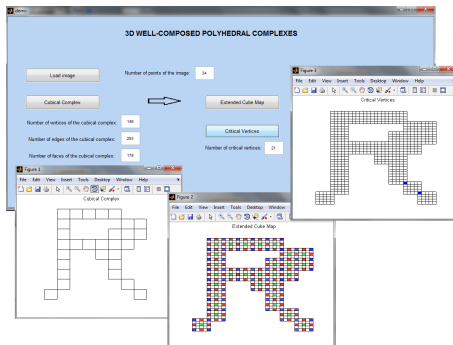 demo
3D WELL-COMPOSED POLYHEDRAL COMPLEXES
Load image
Number of points of the image:
34
Cubical Complex
Extended Cube Map
Number of vertices of the cubical complex:
Number of edges of the cubical complex:
Number of faces of the cubical complex:
Critical Vertices
Number of critical vertices:
21
Figure 3
File Edit View Insert Tools Desktop Window Help
Critical Vertices
Figure 1
File Edit View Insert Tools Desktop Window Help
Cubical Complex
Figure 2
File Edit View Insert Tools Desktop Window
Extended Cube Map